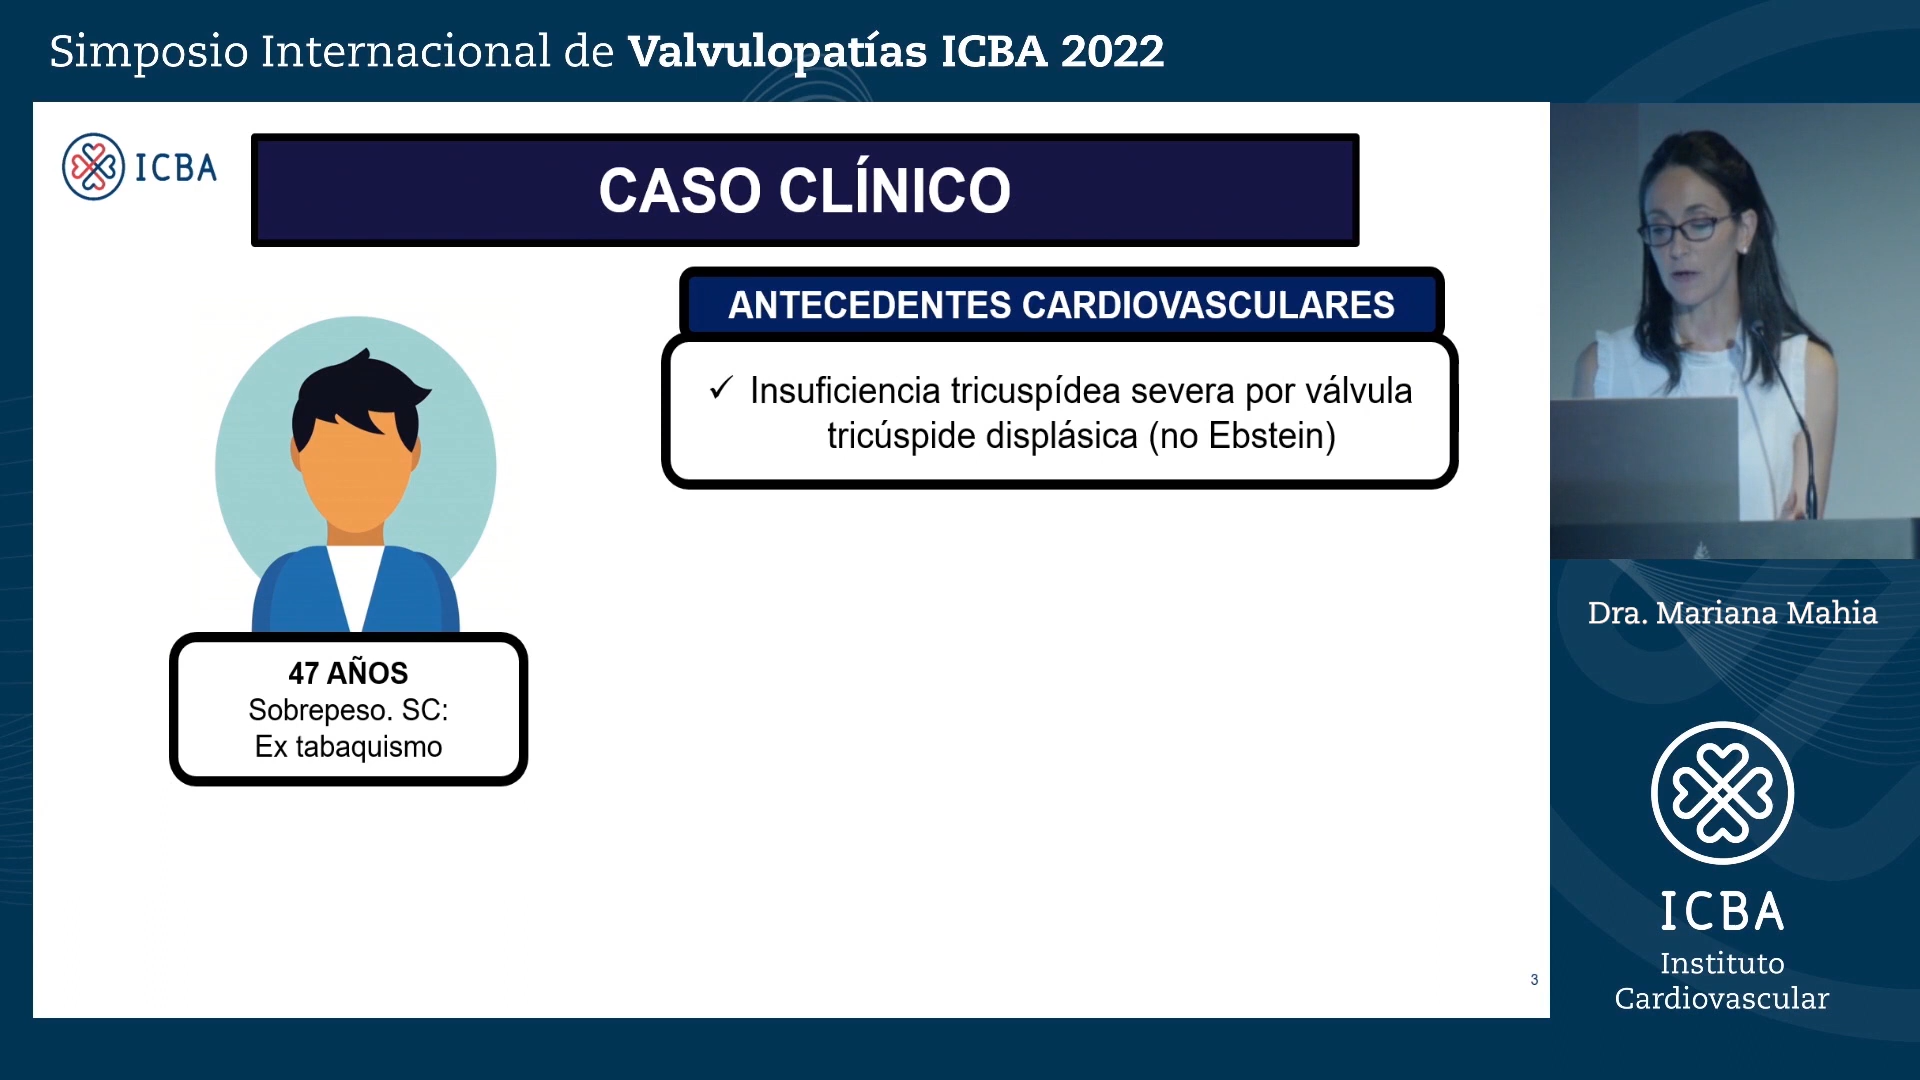 Simposio Internacional de Valvulopatías ICBA 2022
ICBA
CASO CLÍNICO
ANTECEDENTES CARDIOVASCULARES
✓ Insuficiencia tricuspídea severa por válvula
tricúspide displásica (no Ebstein)
47 AÑOS
Sobrepeso. SC:
Ex tabaquismo
3
Dra. Mariana Mahia
ICBA
Instituto
Cardiovascular